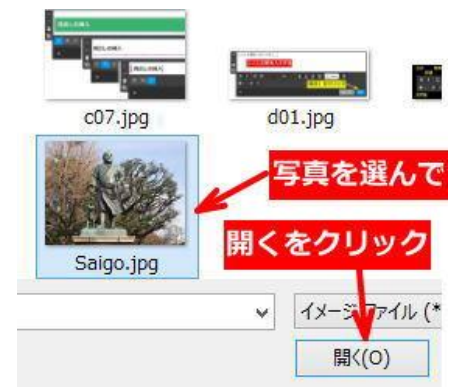 c07.jpg
d01.jpg
写真を選んで
開くをクリック
Saigo.jpg
イメージファイル (*
開く(O)